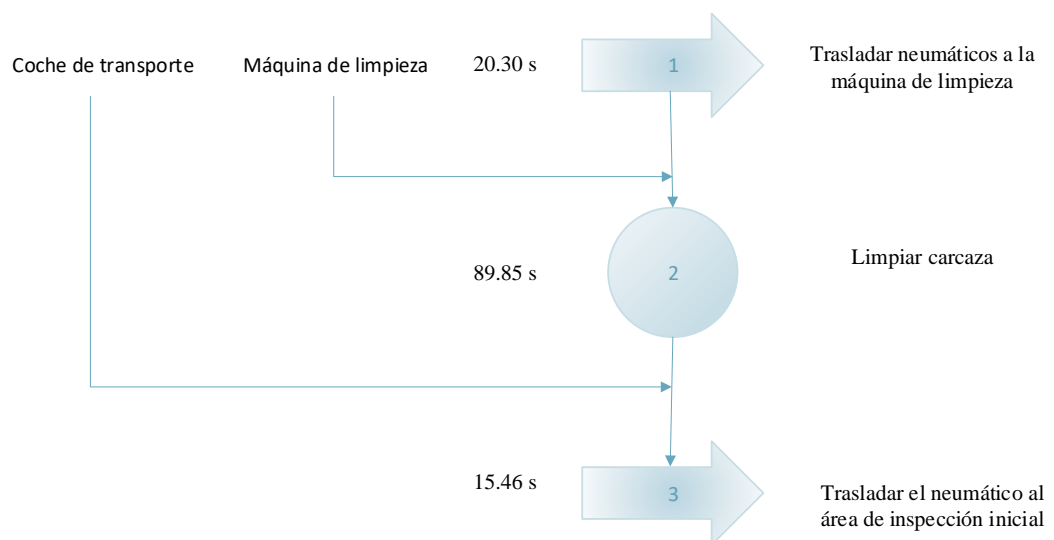 Coche de transporte
Máquina de limpieza
20.30 s
1
Trasladar neumáticos a la
máquina de limpieza
89.85 s
2
Limpiar carcaza
15.46 s
3
Trasladar el neumático al
área de inspección inicial